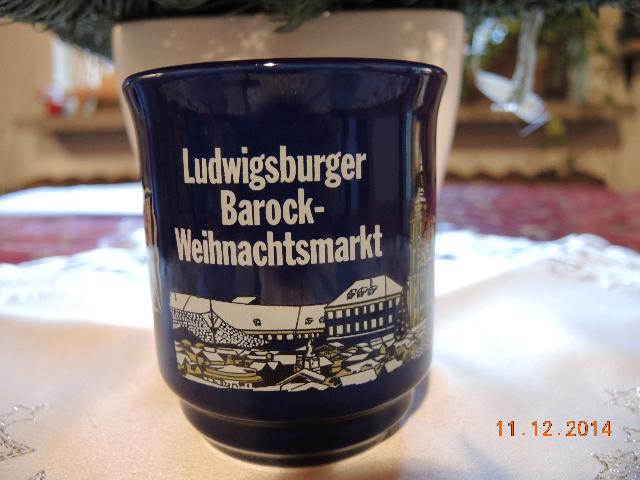 Ludwigsburger
Barock-
Weihnachtsmarkt
11.12.2014